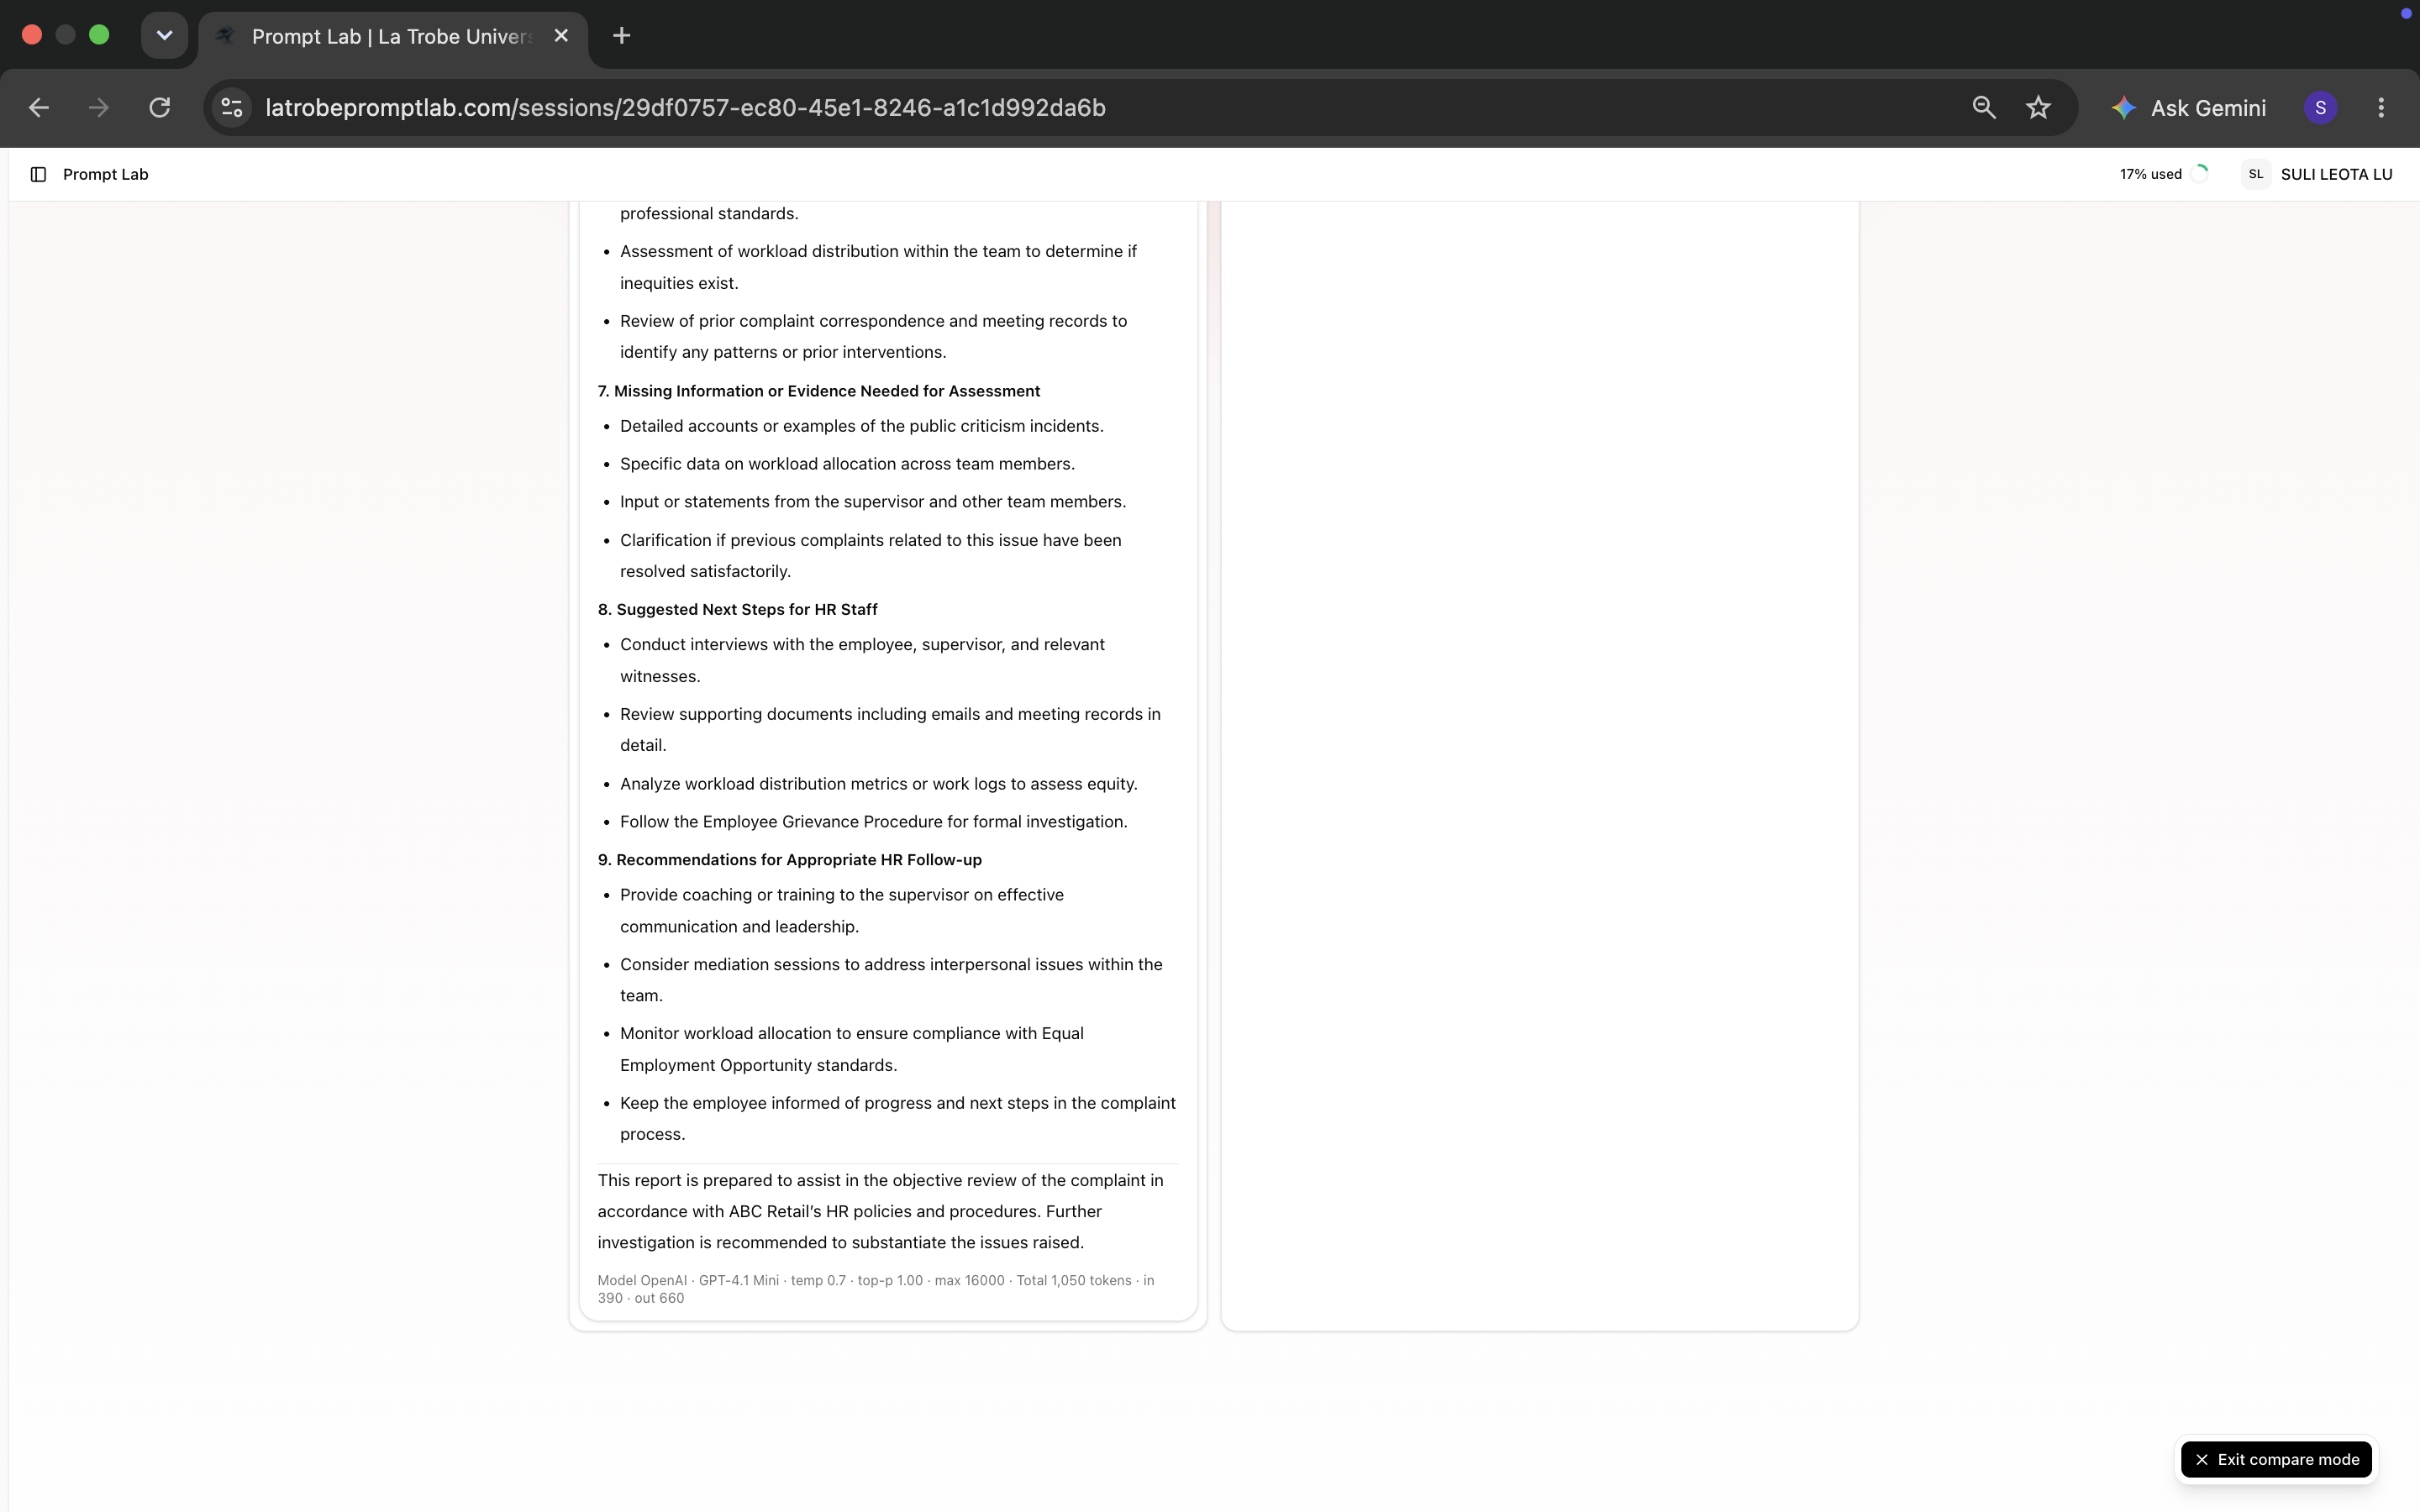 Prompt Lab | La Trobe Univers
latrobepromptlab.com/sessions/29df0757-ec80-45e1-8246-a1c1d992da6b
Ask Gemini
S
Prompt Lab
17% used
SL
SULI LEOTA LU
professional standards.
• Assessment of workload distribution within the team to determine if
inequities exist.
• Review of prior complaint correspondence and meeting records to
identify any patterns or prior interventions.
7. Missing Information or Evidence Needed for Assessment
• Detailed accounts or examples of the public criticism incidents.
• Specific data on workload allocation across team members.
• Input or statements from the supervisor and other team members.
• Clarification if previous complaints related to this issue have been
resolved satisfactorily.
8. Suggested Next Steps for HR Staff
• Conduct interviews with the employee, supervisor, and relevant
witnesses.
• Review supporting documents including emails and meeting records in
detail.
• Analyze workload distribution metrics or work logs to assess equity.
• Follow the Employee Grievance Procedure for formal investigation.
9. Recommendations for Appropriate HR Follow-up
• Provide coaching or training to the supervisor on effective
communication and leadership.
• Consider mediation sessions to address interpersonal issues within the
team.
• Monitor workload allocation to ensure compliance with Equal
Employment Opportunity standards.
• Keep the employee informed of progress and next steps in the complaint
process.
This report is prepared to assist in the objective review of the complaint in
accordance with ABC Retail’s HR policies and procedures. Further
investigation is recommended to substantiate the issues raised.
Model OpenAI · GPT-4.1 Mini · temp 0.7 · top-p 1.00 · max 16000 · Total 1,050 tokens · in
390 · out 660
Exit compare mode